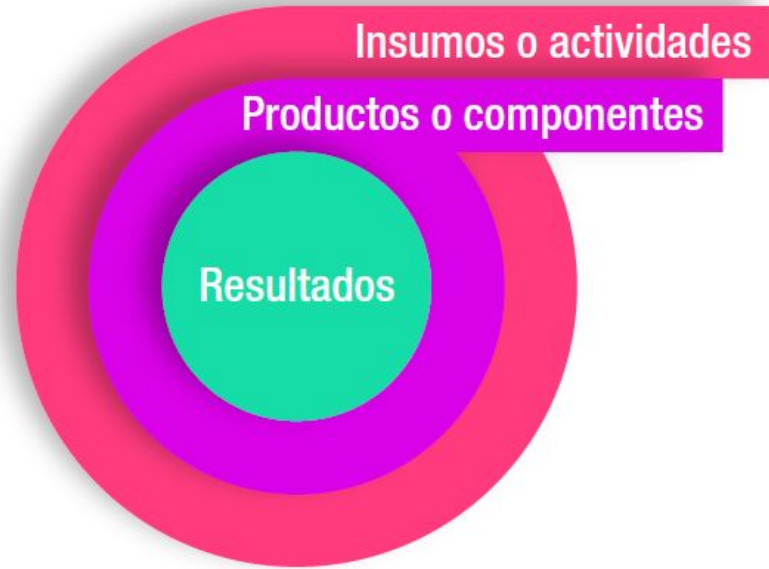 Insumos o actividades
Productos o componentes
Resultados